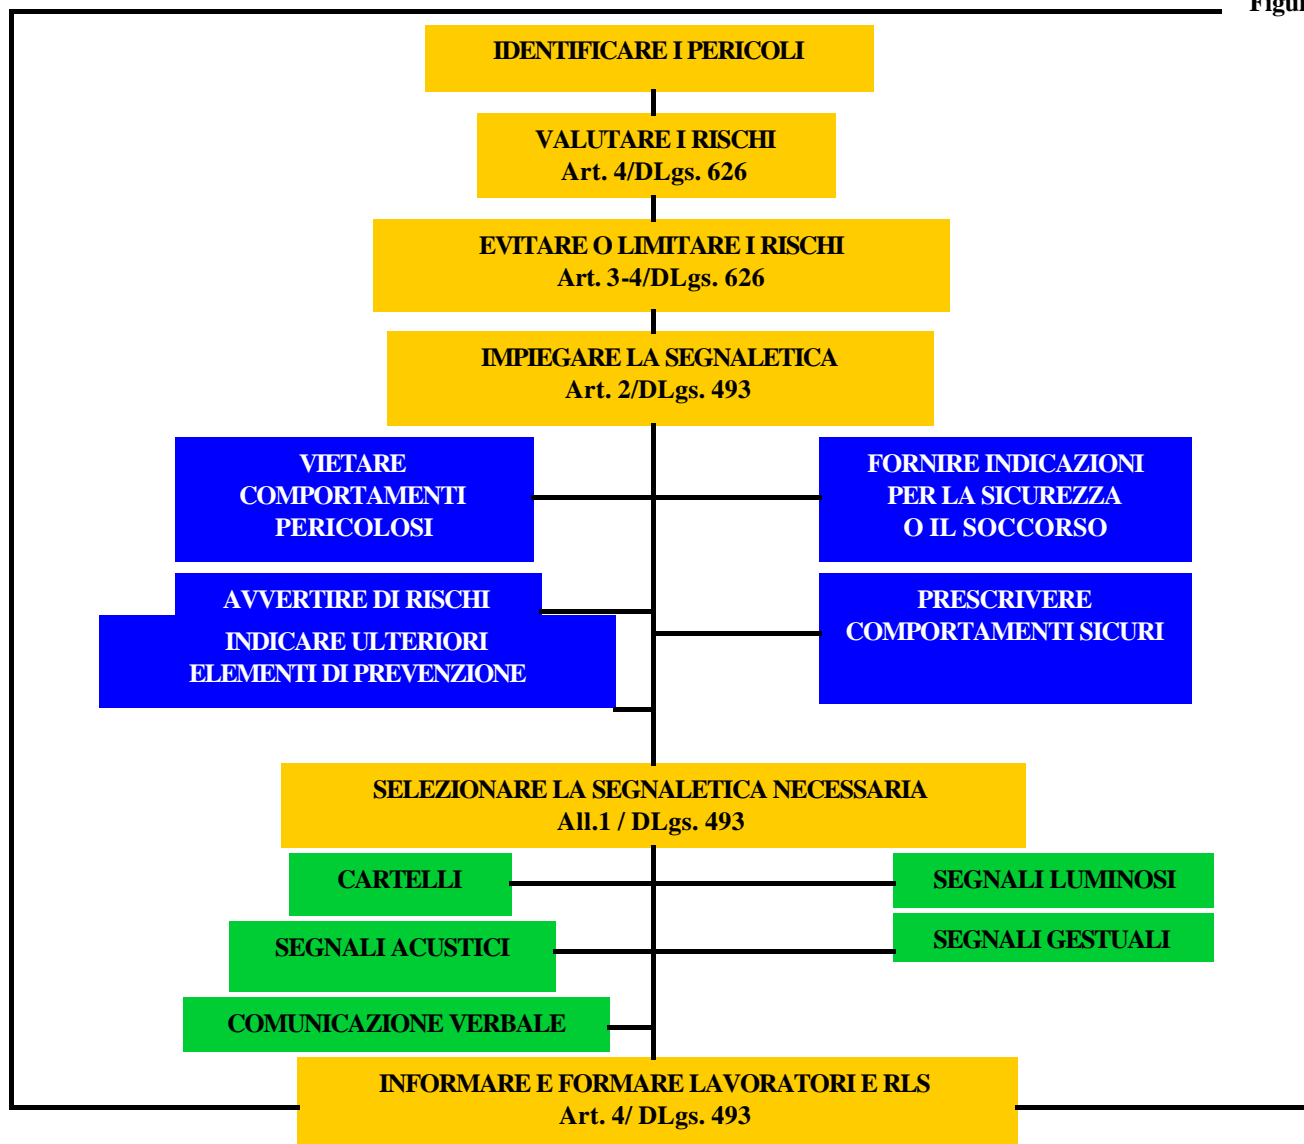 Figu
IDENTIFICARE I PERICOLI
VALUTARE I RISCHI
Art. 4/DLgs. 626
EVITARE O LIMITARE I RISCHI
Art. 3-4/DLgs. 626
IMPIEGARE LA SEGNALETICA
Art. 2/DLgs. 493
VIETARE
COMPORTAMENTI
PERICOLOSI
FORNIRE INDICAZIONI
PER LA SICUREZZA
O IL SOCCORSO
AVVERTIRE DI RISCHI
INDICARE ULTERIORI
ELEMENTI DI PREVENZIONE
PRESCRIVERE
COMPORTAMENTI SICURI
SELEZIONARE LA SEGNALETICA NECESSARIA
All.1 / DLgs. 493
CARTELLI
SEGNALI LUMINOSI
SEGNALI ACUSTICI
SEGNALI GESTUALI
COMUNICAZIONE VERBALE
INFORMARE E FORMARE LAVORATORI E RLS
Art. 4/ DLgs. 493